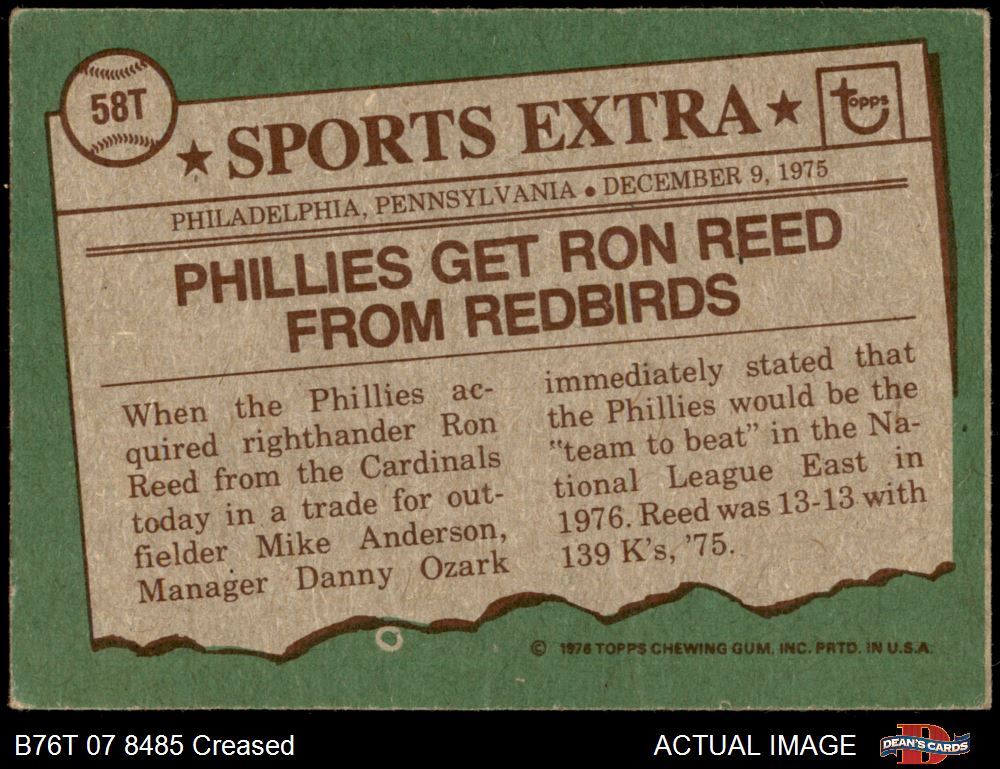 58T
★ SPORTS EXTRA ★
topps
PHILADELPHIA, PENNSYLVANIA • DECEMBER 9, 1975
PHILLIES GET RON REED
FROM REDBIRDS
When the Phillies ac-
quired righthander Ron
Reed from the Cardinals
today in a trade for out-
fielder Mike Anderson,
Manager Danny Ozark
immediately stated that
the Phillies would be the
"team to beat" in the Na-
tional League East in
1976. Reed was 13-13 with
139 K's, '75.
© 1976 TOPPS CHEWING GUM, INC. PRTD. IN U.S.A.
B76T 07 8485 Creased
ACTUAL IMAGE
DEAN'S CARDS